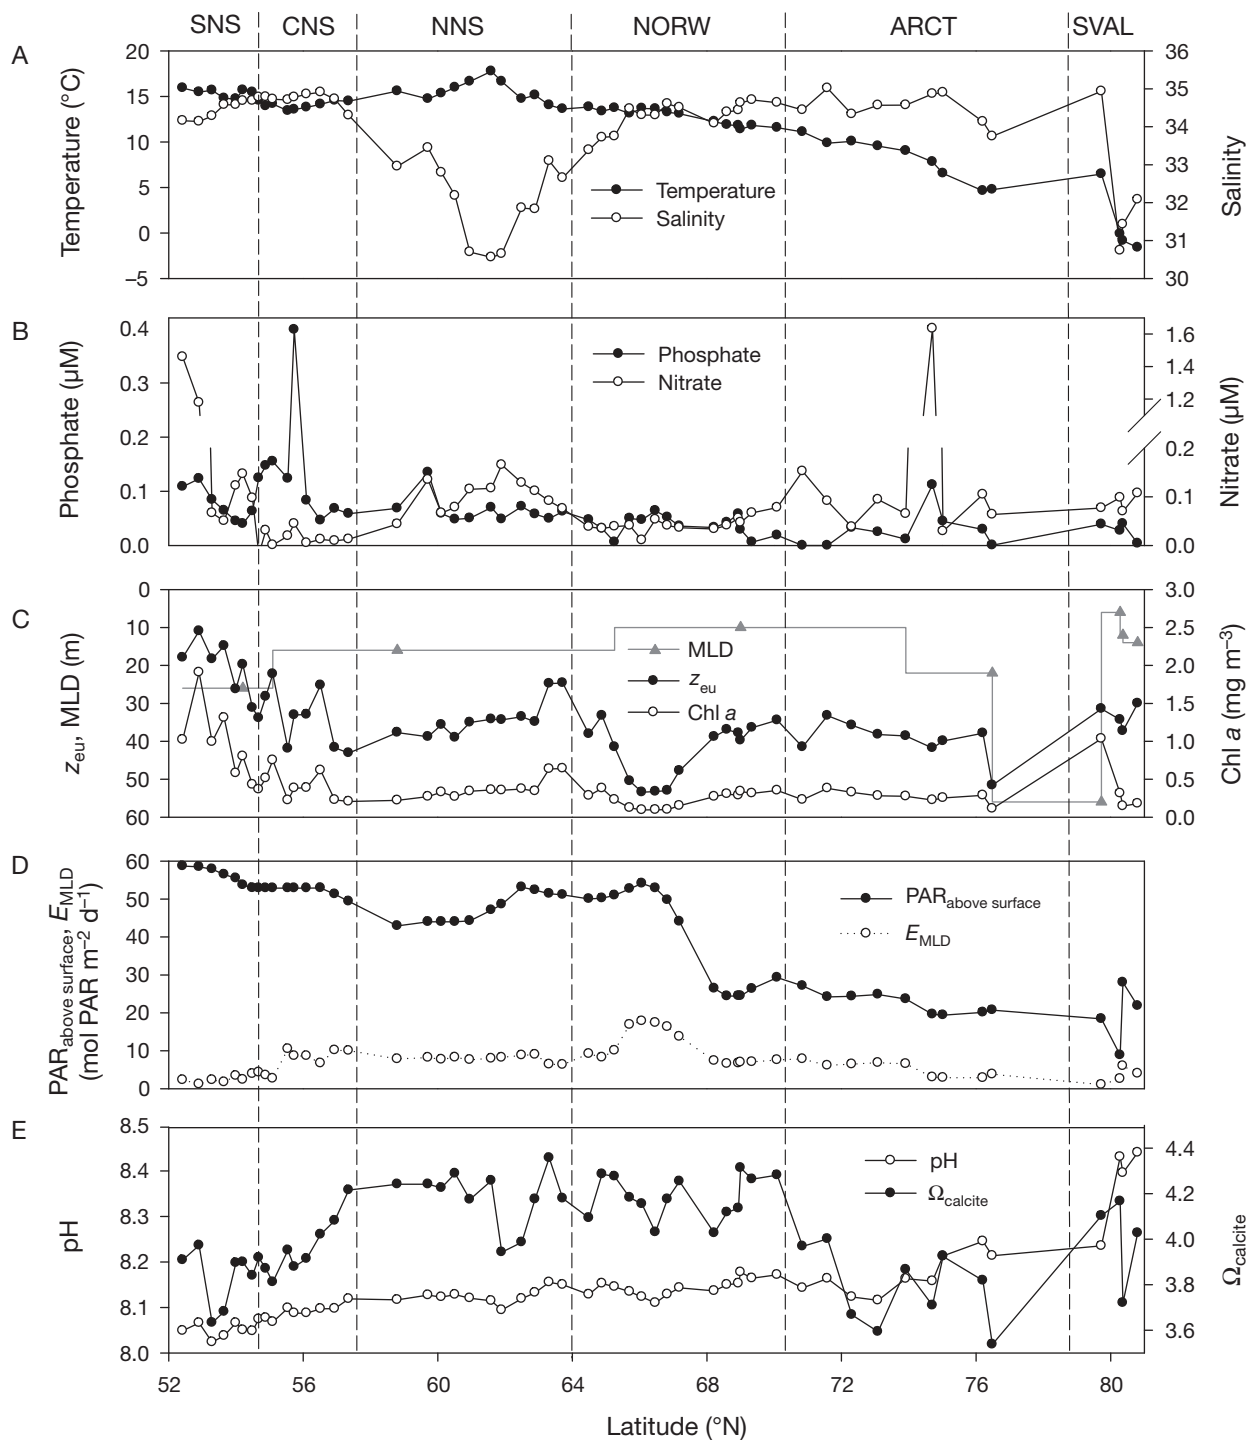 SNS CNS NNS NORW ARCT SVAL
A
20 15 10 5 0 –5
Temperature (°C)
Temperature
Salinity
36 35 34 33 32 31 30
Salinity
B
0.4 0.3 0.2 0.1 0.0
Phosphate (µM)
Phosphate
Nitrate
1.6 1.4 1.2 0.2 0.1 0.0
Nitrate (µM)
C
0 10 20 30 40 50 60
z_eu, MLD (m)
MLD
z_eu
Chl a
3.0 2.5 2.0 1.5 1.0 0.5 0.0
Chl a (mg m⁻³)
D
60 50 40 30 20 10 0
PAR_above surface, E_MLD
(mol PAR m⁻² d⁻¹)
PAR_above surface
E_MLD
E
8.5 8.4 8.3 8.2 8.1 8.0
pH
pH
Ω_calcite
4.4 4.2 4.0 3.8 3.6
Ω_calcite
52 56 60 64 68 72 76 80
Latitude (°N)